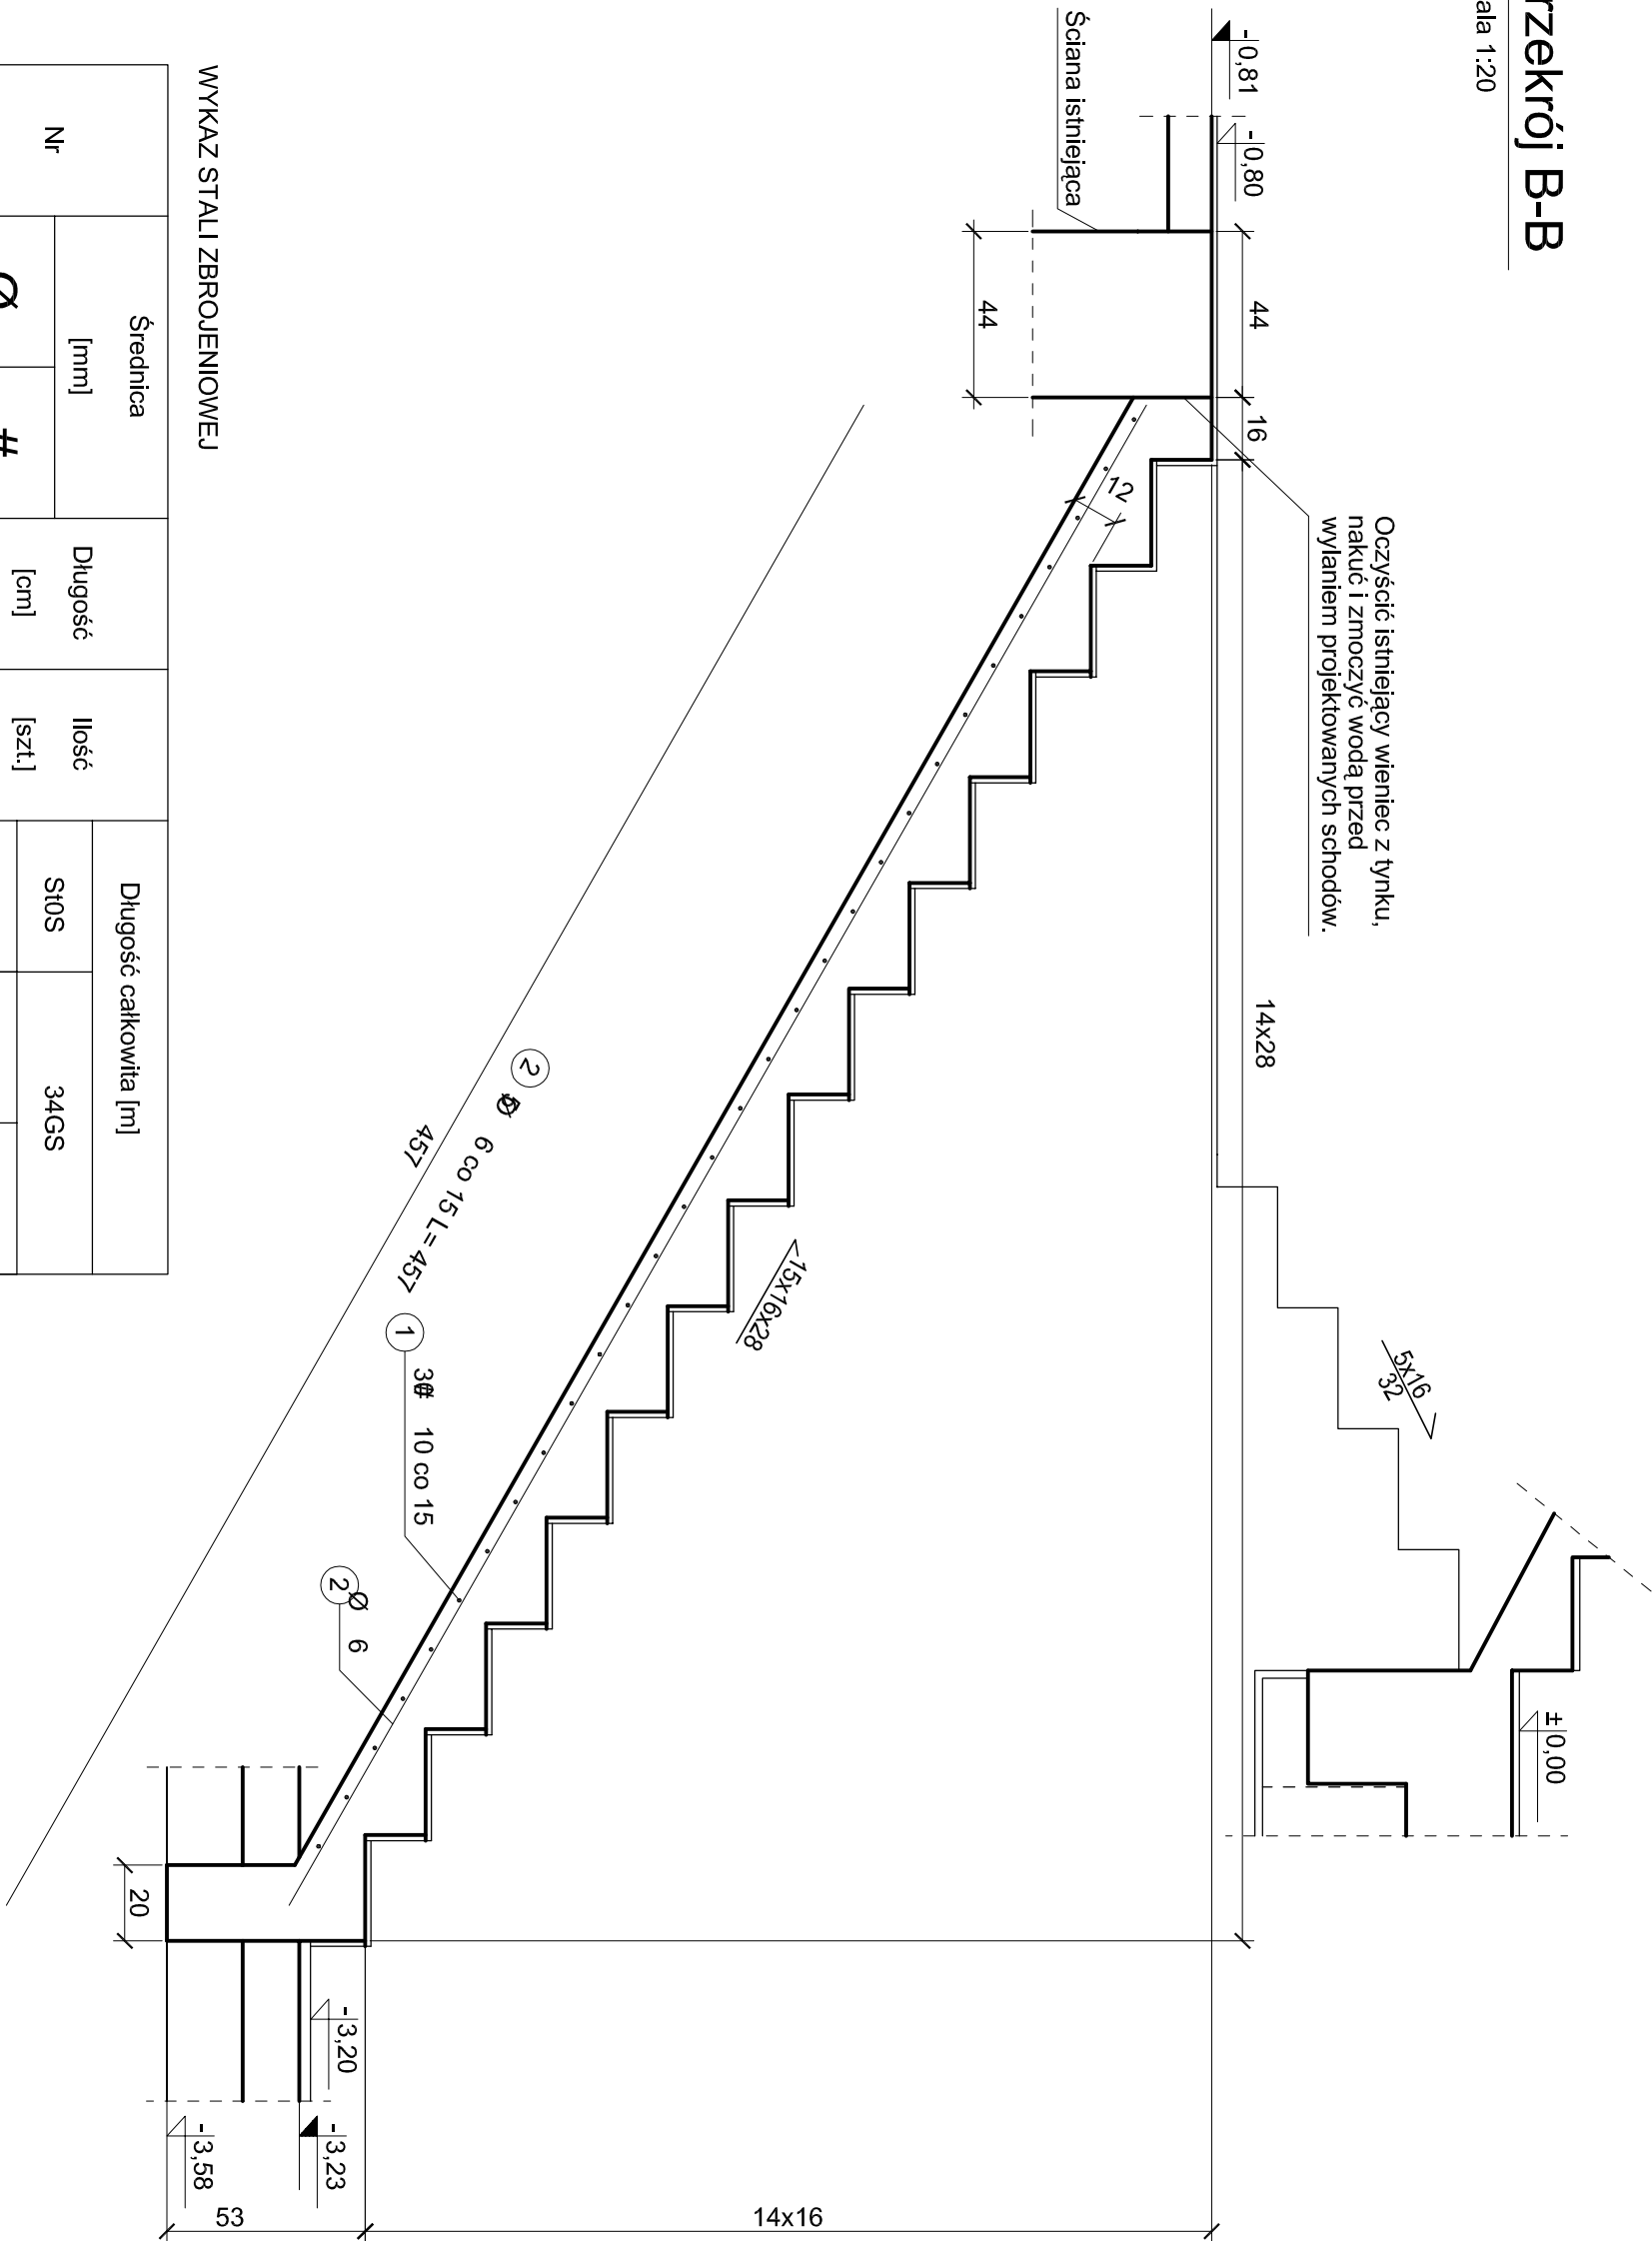 rzekrój B-B
ala 1:20
-0,81
-0,80
Ściana istniejąca
44
44
16
12
Oczyścić istniejący wieniec z tynku,
nakuć i zmoczyć wodą przed
wylaniem projektowanych schodów.
14x28
5x16
32
±0,00
15x16x28
2
6 co 15 L=457
457
1
10 co 15
2 Ø 6
20
-3,20
-3,23
-3,58
53
14x16
WYKAZ STALI ZBROJENIOWEJ
Nr
Średnica
[mm]
Ø
#
Długość
[cm]
Ilość
[szt.]
Długość całkowita [m]
St0S
34GS